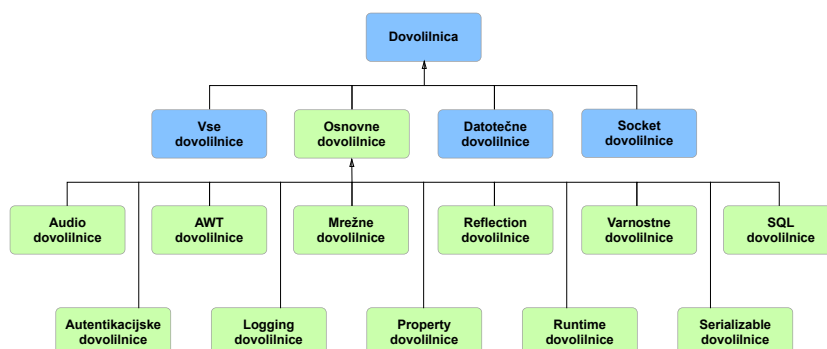 Dovolilnica
Vse
dovolilnice
Osnovne
dovolilnice
Datotečne
dovolilnice
Socket
dovolilnice
Audio
dovolilnice
AWT
dovolilnice
Mrežne
dovolilnice
Reflection
dovolilnice
Varnostne
dovolilnice
SQL
dovolilnice
Autentikacijske
dovolilnice
Logging
dovolilnice
Property
dovolilnice
Runtime
dovolilnice
Serializable
dovolilnice